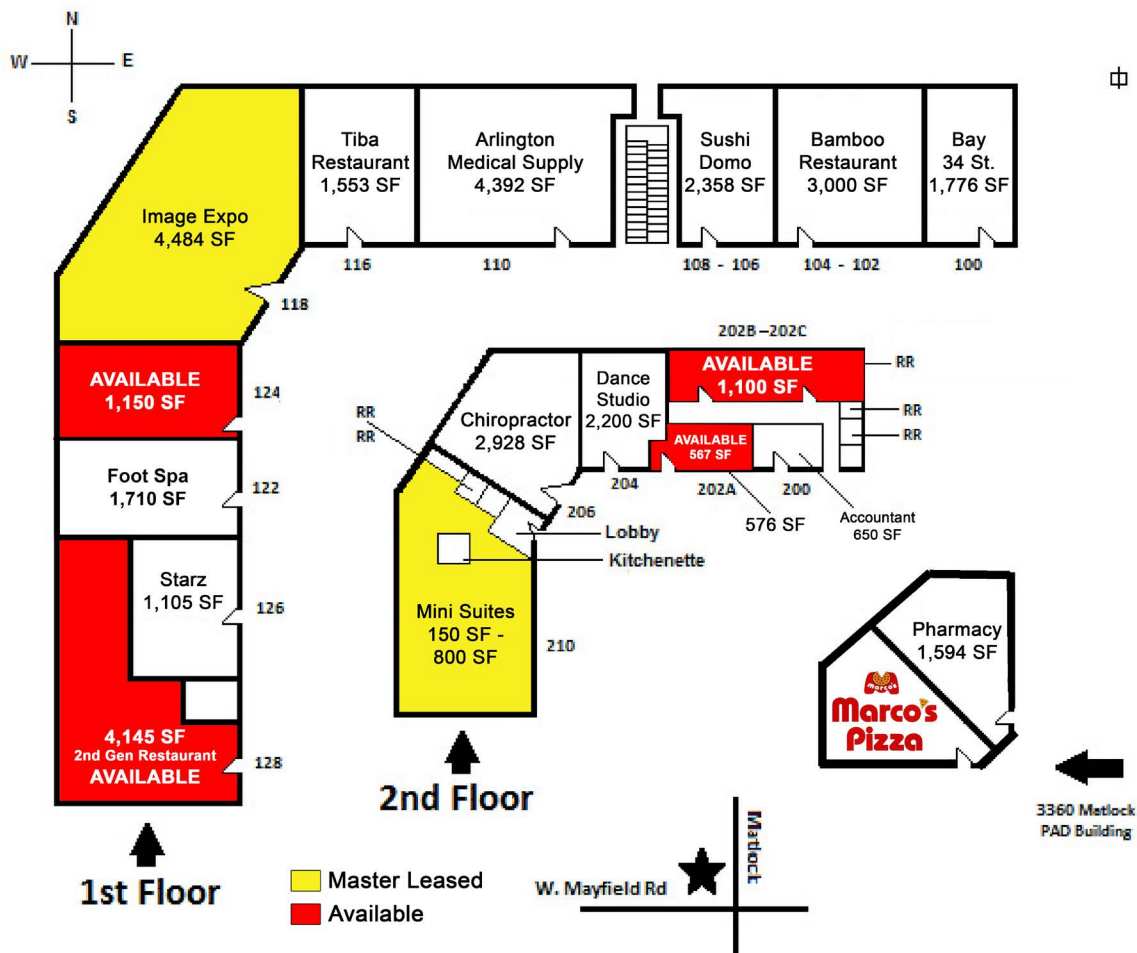 N
W
E
S
Image Expo
4,484 SF
Tiba
Restaurant
1,553 SF
Arlington
Medical Supply
4,392 SF
Sushi
Domo
2,358 SF
Bamboo
Restaurant
3,000 SF
Bay
34 St.
1,776 SF
116
110
108 - 106
104 - 102
100
118
AVAILABLE
1,150 SF
124
Foot Spa
1,710 SF
122
Starz
1,105 SF
126
4,145 SF
2nd Gen Restaurant
AVAILABLE
128
1st Floor
202B-202C
Chiropractor
2,928 SF
Dance
Studio
2,200 SF
AVAILABLE
1,100 SF
RR
RR
RR
RR
RR
AVAILABLE
567 SF
204
202A
200
206
576 SF
Accountant
650 SF
Lobby
Kitchenette
Mini Suites
150 SF -
800 SF
210
2nd Floor
Pharmacy
1,594 SF
Marco's
Marco's
Pizza
3360 Matlock
PAD Building
Master Leased
Available
W. Mayfield Rd
Matlock